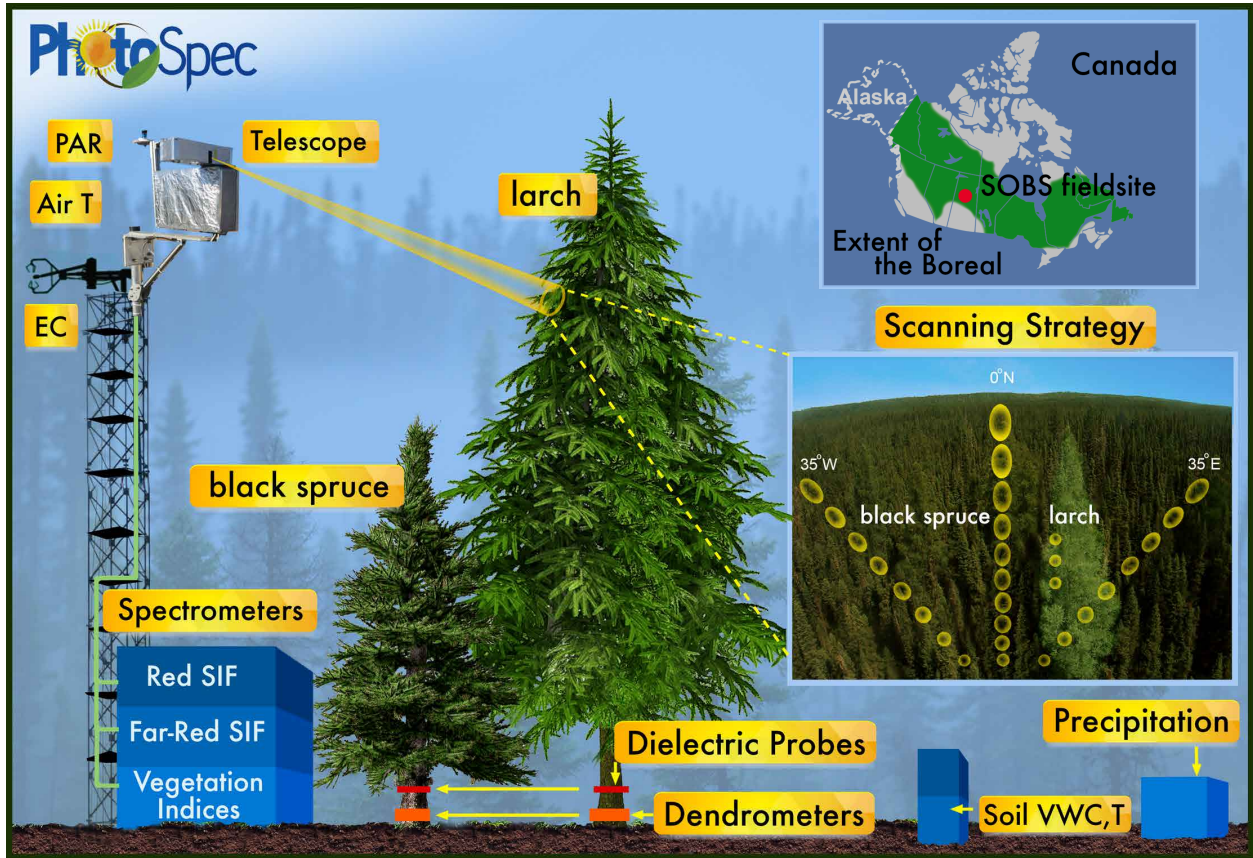 PhotoSpec
PAR
Telescope
Air T
EC
larch
black spruce
Spectrometers
Red SIF
Far-Red SIF
Vegetation
Indices
Canada
Alaska
SOBS fieldsite
Extent of
the Boreal
Scanning Strategy
0°N
35°W
35°E
black spruce
larch
Dielectric Probes
Dendrometers
Soil VWC,T
Precipitation